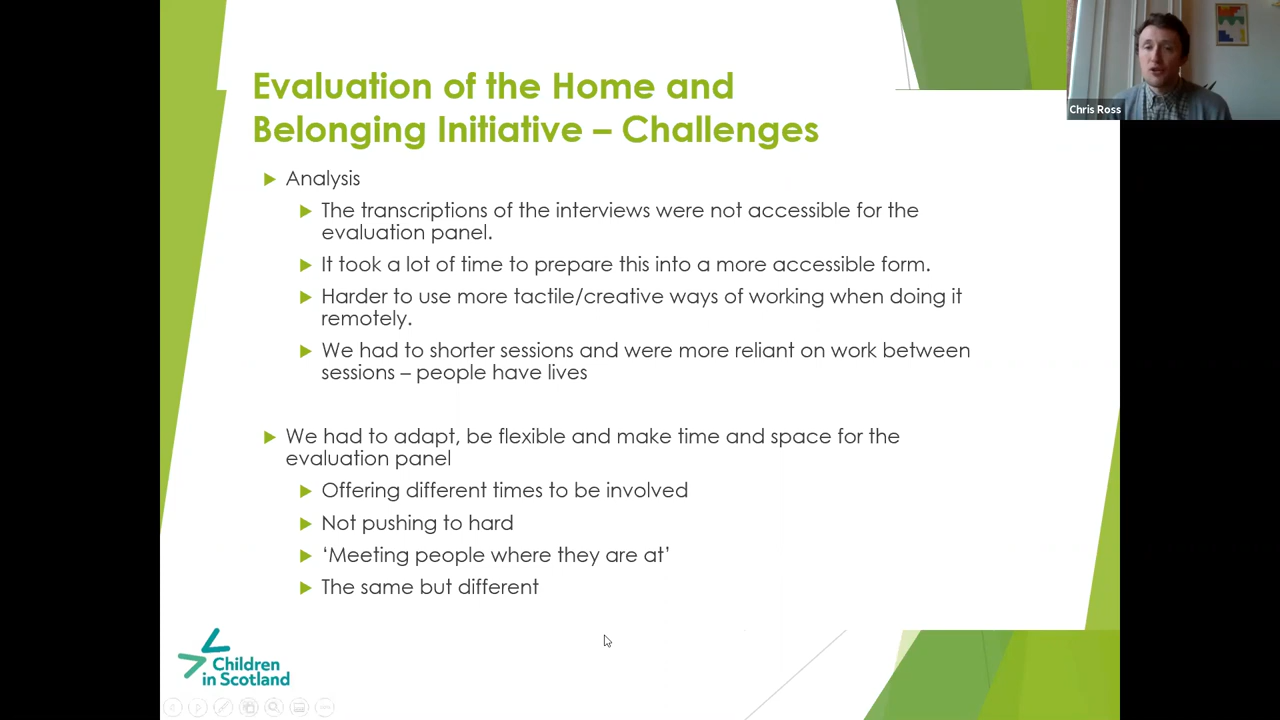 Evaluation of the Home and
Belonging Initiative – Challenges
Chris Ross
Analysis
The transcriptions of the interviews were not accessible for the
evaluation panel.
It took a lot of time to prepare this into a more accessible form.
Harder to use more tactile/creative ways of working when doing it
remotely.
We had to shorter sessions and were more reliant on work between
sessions – people have lives
We had to adapt, be flexible and make time and space for the
evaluation panel
Offering different times to be involved
Not pushing to hard
‘Meeting people where they are at’
The same but different
Children
in Scotland